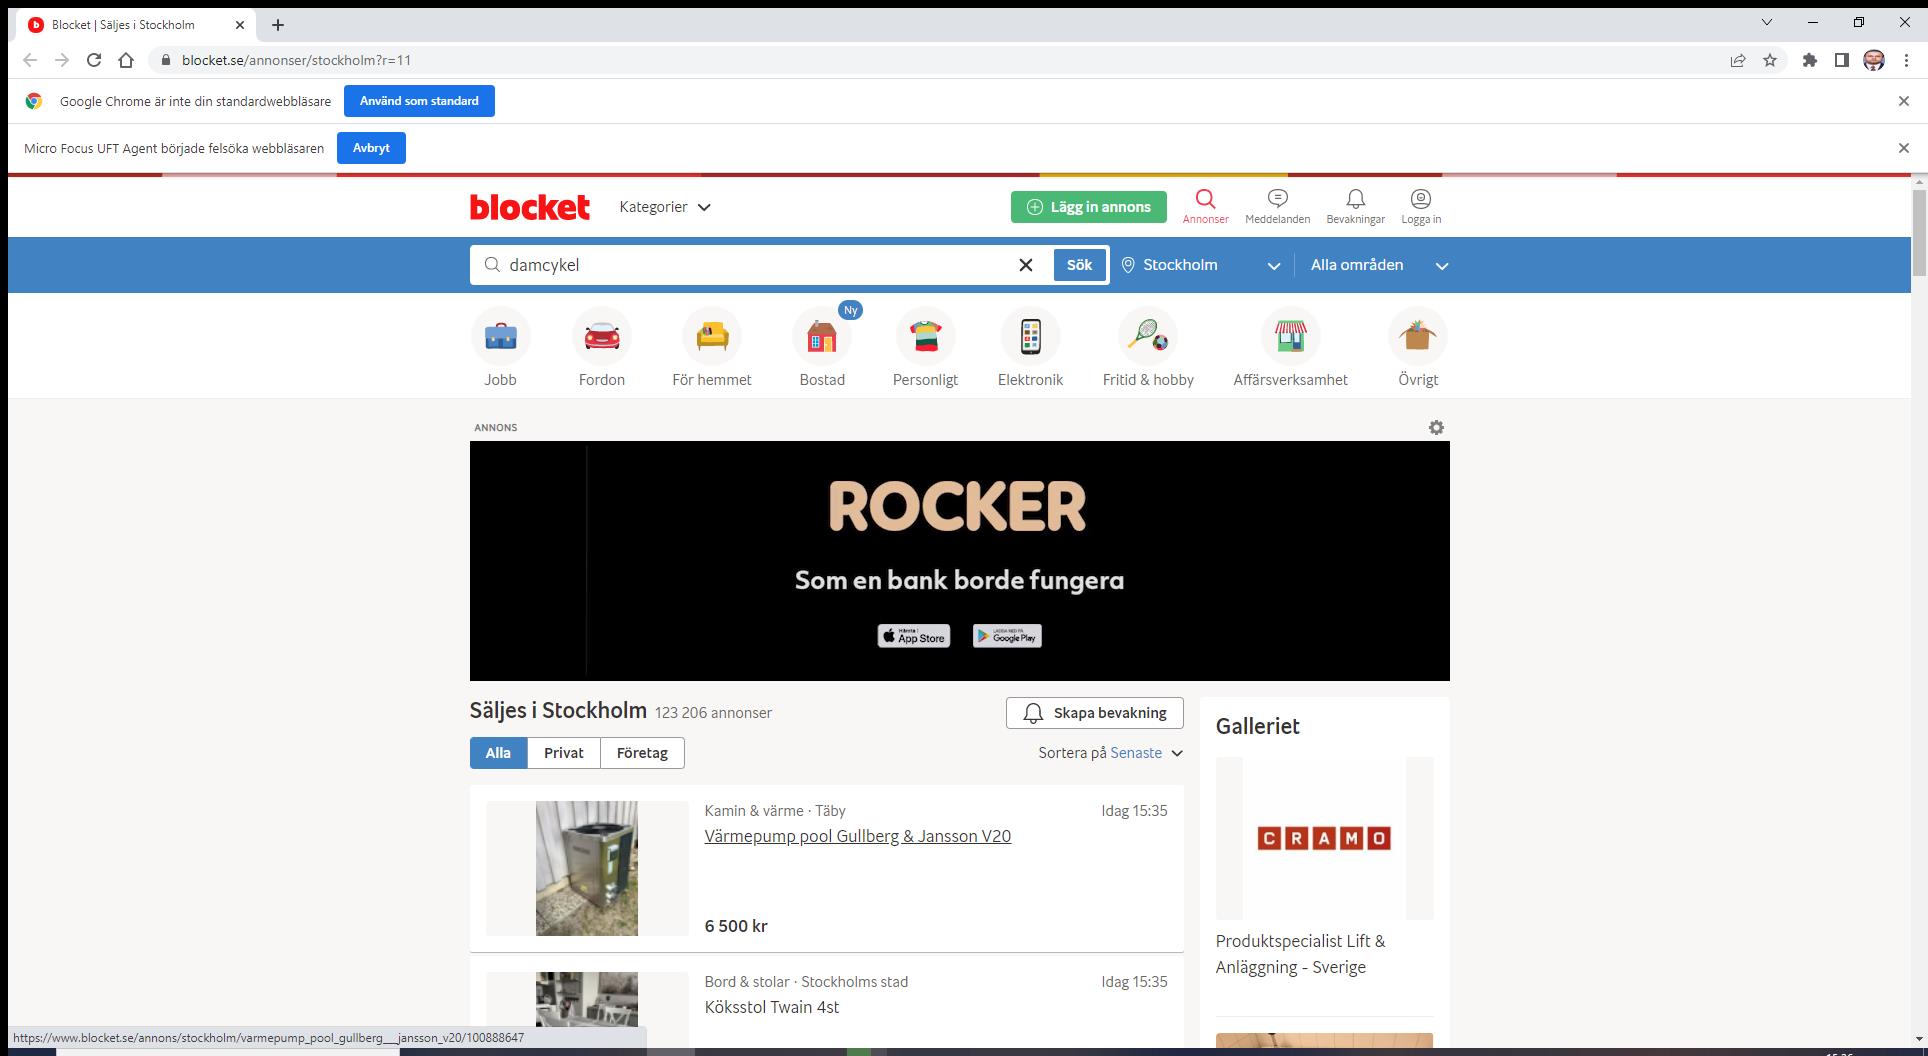 Blocket | Säljes i Stockholm
blocket.se/annonser/stockholm?r=11
Google Chrome är inte din standardwebbläsare
Använd som standard
Micro Focus UFT Agent började felsöka webbläsaren
Avbryt
blocket
Kategorier
Lägg in annons
Annonser
Meddelanden
Bevakningar
Logga in
damcykel
Sök
Stockholm
Alla områden
Ny
Jobb
Fordon
För hemmet
Bostad
Personligt
Elektronik
Fritid & hobby
Affärsverksamhet
Övrigt
ANNONS
ROCKER
Som en bank borde fungera
Hämta i
App Store
LADDA NED PÅ
Google Play
Säljes i Stockholm 123 206 annonser
Skapa bevakning
Alla
Privat
Företag
Sortera på Senaste
Kamin & värme · Täby
Idag 15:35
Värmepump pool Gullberg & Jansson V20
6 500 kr
Bord & stolar · Stockholms stad
Idag 15:35
Köksstol Twain 4st
Galleriet
CRAMO
Produktspecialist Lift &
Anläggning - Sverige
https://www.blocket.se/annons/stockholm/varmepump_pool_gullberg___jansson_v20/100888647